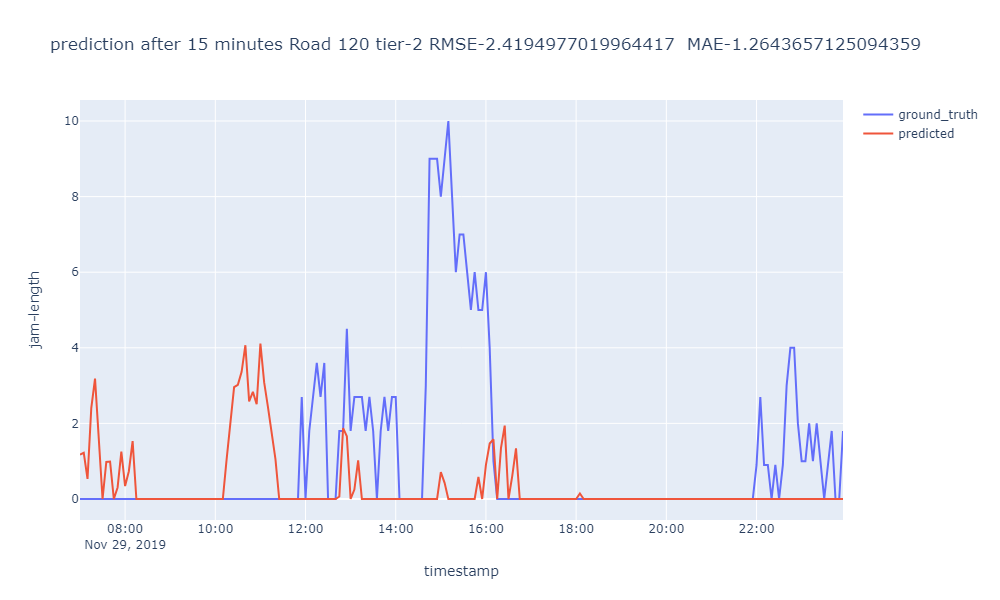 prediction after 15 minutes Road 120 tier-2 RMSE-2.4194977019964417  MAE-1.2643657125094359
ground_truth
predicted
10
8
6
4
2
0
jam-length
08:00 10:00 12:00 14:00 16:00 18:00 20:00 22:00
Nov 29, 2019
timestamp